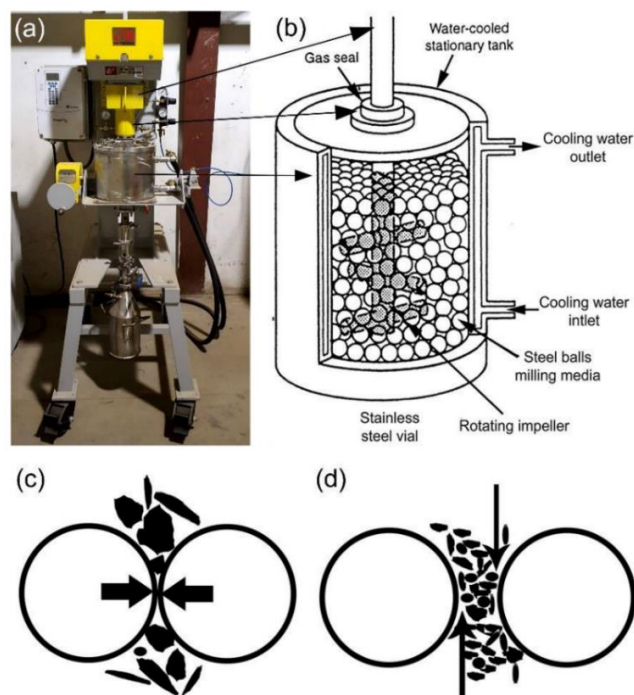 (a)
(b)
Water-cooled
stationary tank
Gas seal
Cooling water
outlet
Cooling water
intlet
Steel balls
milling media
Rotating impeller
Stainless
steel vial
(c)
(d)